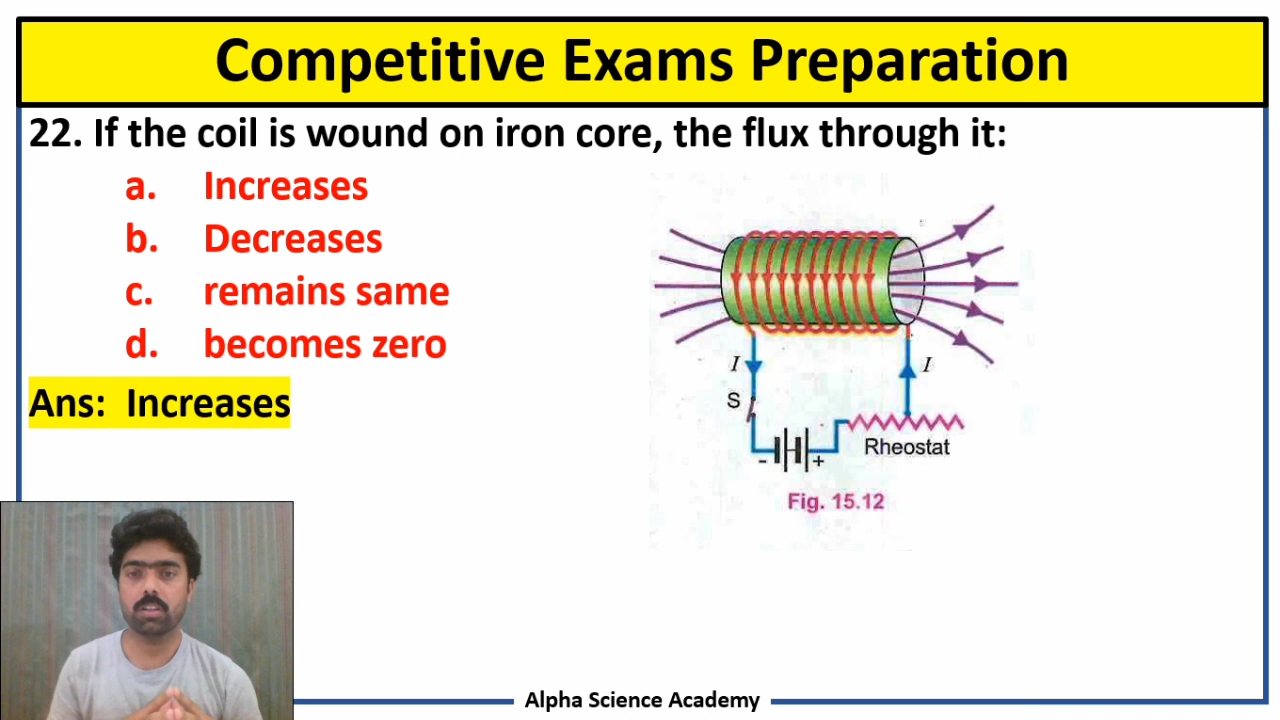 Competitive Exams Preparation
22. If the coil is wound on iron core, the flux through it:
a. Increases
b. Decreases
c. remains same
d. becomes zero
Ans: Increases
I
I
S
- +
Rheostat
Fig. 15.12
Alpha Science Academy